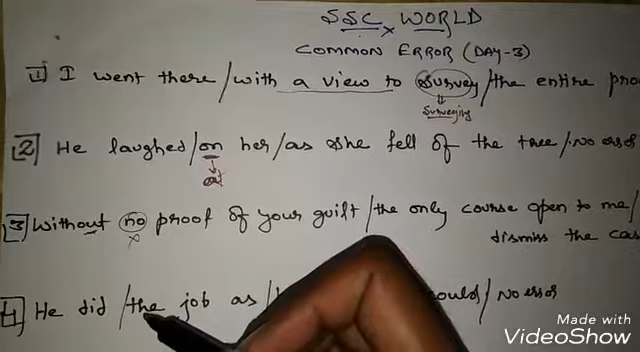 SSC WORLD
COMMON ERROR (DAY-3)
1) I went there / with a view to survey / the entire pro
surveying
2) He laughed / on her / as she fell of the tree / no error
at
3) Without no proof of your guilt / the only course open to me /
dismiss the cas
4) He did / the job as / could / no error
Made with
VideoShow